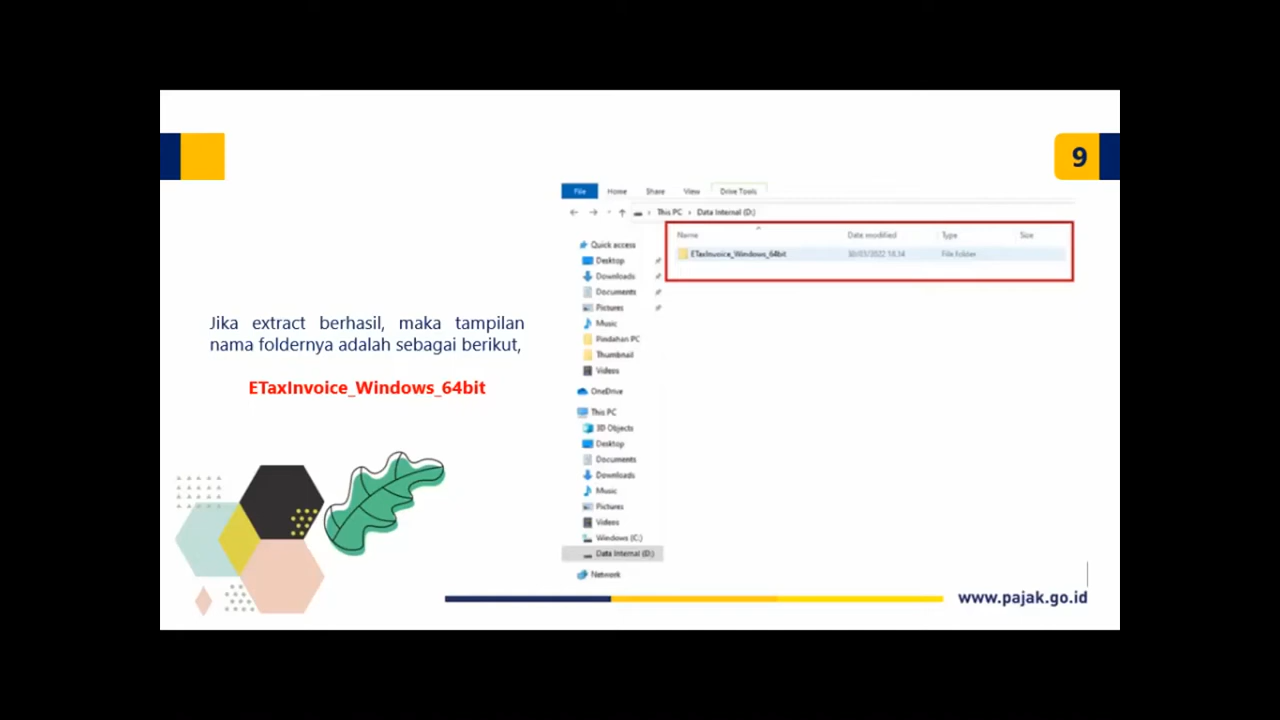 9
File Home Share View Drive Tools
This PC › Data Internal (D:)
Name Date modified Type Size
ETaxInvoice_Windows_64bit File folder
Quick access
Desktop
Downloads
Documents
Pictures
Music
Pindahan PC
Thumbnail
Videos
OneDrive
This PC
3D Objects
Desktop
Documents
Downloads
Music
Pictures
Videos
Windows (C:)
Data Internal (D:)
Network
Jika extract berhasil, maka tampilan
nama foldernya adalah sebagai berikut,
ETaxInvoice_Windows_64bit
www.pajak.go.id